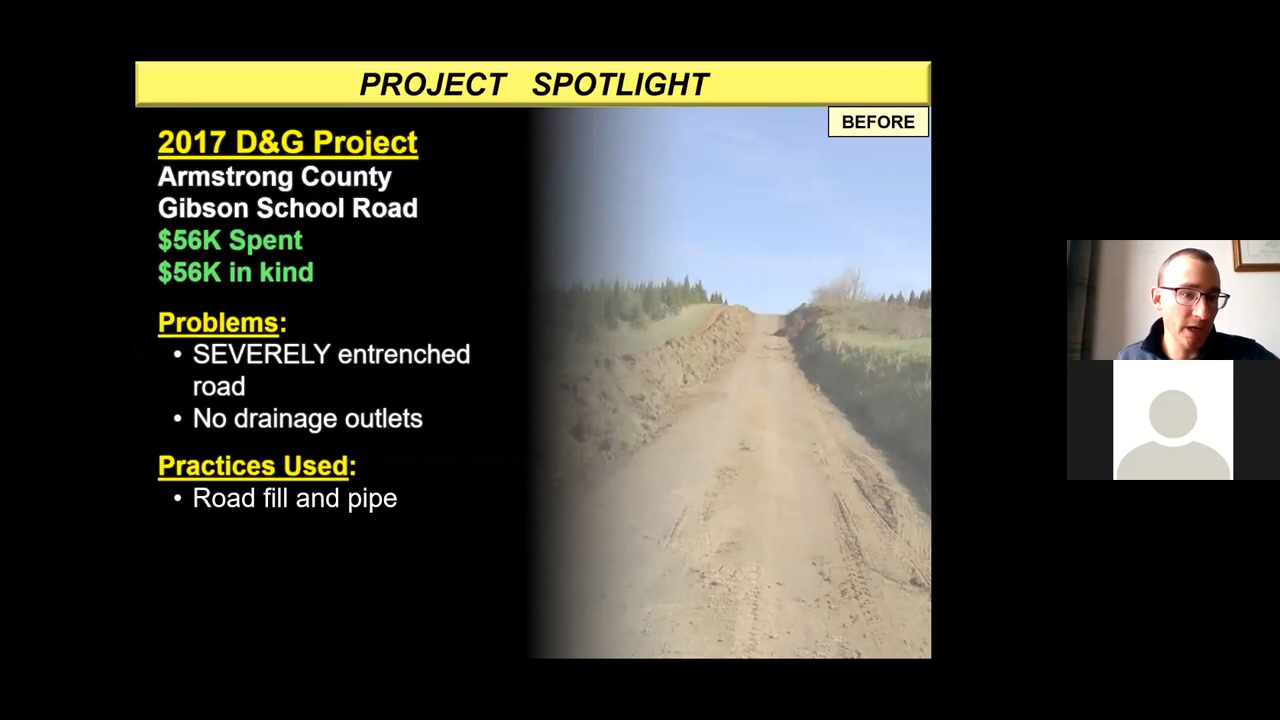 PROJECT SPOTLIGHT
BEFORE
2017 D&G Project
Armstrong County
Gibson School Road
$56K Spent
$56K in kind
Problems:
• SEVERELY entrenched
road
• No drainage outlets
Practices Used:
• Road fill and pipe